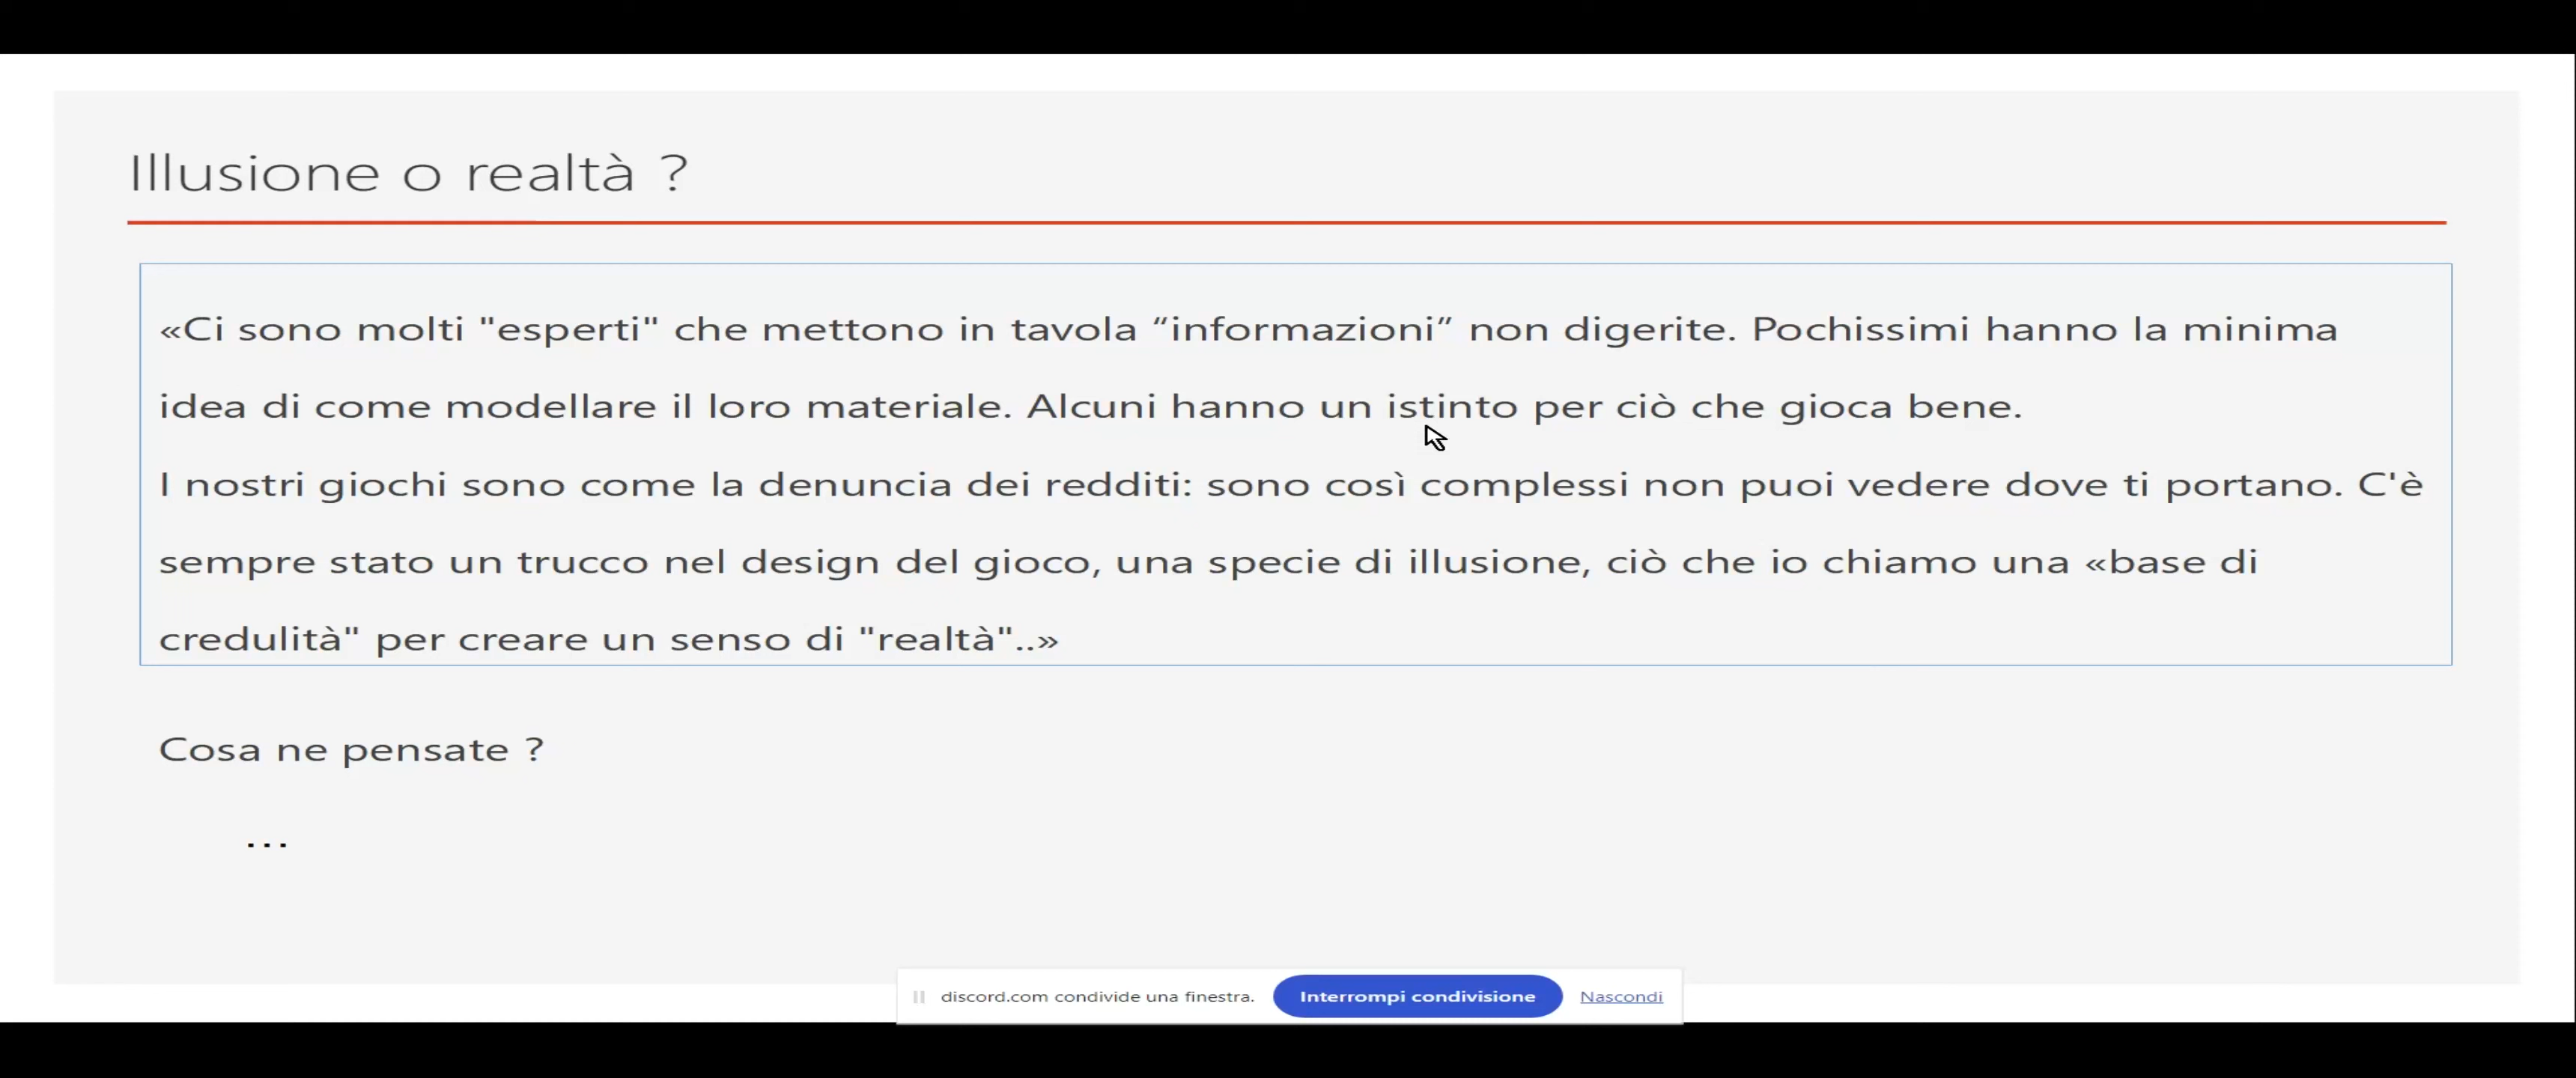 Illusione o realtà ?
«Ci sono molti "esperti" che mettono in tavola “informazioni” non digerite. Pochissimi hanno la minima
idea di come modellare il loro materiale. Alcuni hanno un istinto per ciò che gioca bene.
I nostri giochi sono come la denuncia dei redditi: sono così complessi non puoi vedere dove ti portano. C'è
sempre stato un trucco nel design del gioco, una specie di illusione, ciò che io chiamo una «base di
credulità" per creare un senso di "realtà"..»
Cosa ne pensate ?
...
discord.com condivide una finestra. Interrompi condivisione Nascondi